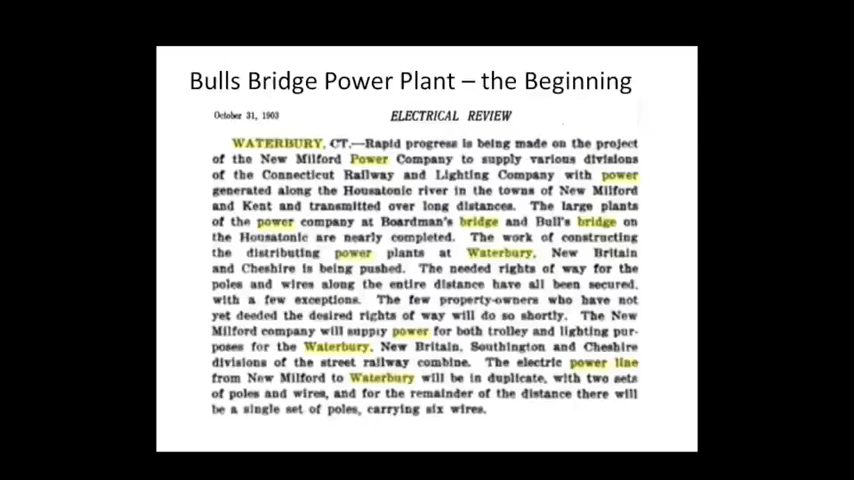 Bulls Bridge Power Plant – the Beginning
October 31, 1903 ELECTRICAL REVIEW
WATERBURY, CT.—Rapid progress is being made on the project
of the New Milford Power Company to supply various divisions
of the Connecticut Railway and Lighting Company with power
generated along the Housatonic river in the towns of New Milford
and Kent and transmitted over long distances. The large plants
of the power company at Boardman's bridge and Bull's bridge on
the Housatonic are nearly completed. The work of constructing
the distributing power plants at Waterbury, New Britain
and Cheshire is being pushed. The needed rights of way for the
poles and wires along the entire distance have all been secured,
with a few exceptions. The few property-owners who have not
yet deeded the desired rights of way will do so shortly. The New
Milford company will supply power for both trolley and lighting pur-
poses for the Waterbury, New Britain, Southington and Cheshire
divisions of the street railway combine. The electric power line
from New Milford to Waterbury will be in duplicate, with two sets
of poles and wires, and for the remainder of the distance there will
be a single set of poles, carrying six wires.